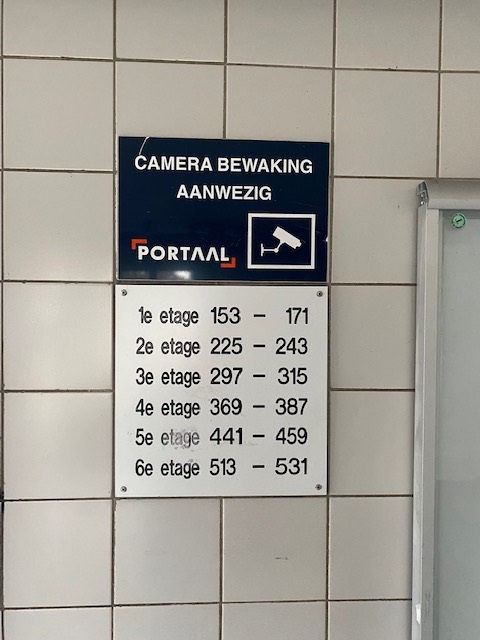 CAMERA BEWAKING
AANWEZIG
PORTAAL
1e etage 153 – 171
2e etage 225 – 243
3e etage 297 – 315
4e etage 369 – 387
5e etage 441 – 459
6e etage 513 – 531